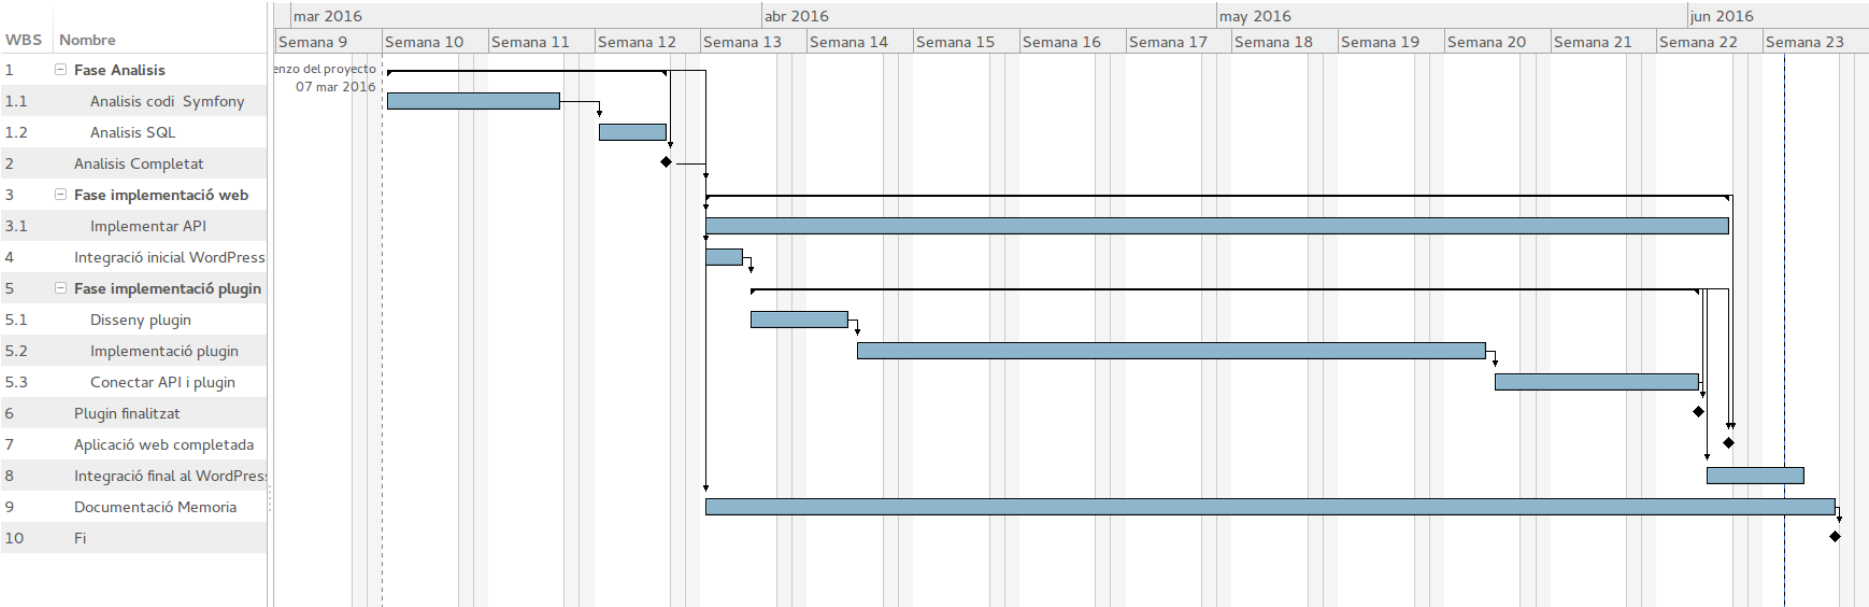 mar 2016 abr 2016 may 2016 jun 2016
WBS Nombre Semana 9 Semana 10 Semana 11 Semana 12 Semana 13 Semana 14 Semana 15 Semana 16 Semana 17 Semana 18 Semana 19 Semana 20 Semana 21 Semana 22 Semana 23
1 Fase Analisis
enzo del proyecto
07 mar 2016
1.1 Analisis codi Symfony
1.2 Analisis SQL
2 Analisis Completat
3 Fase implementació web
3.1 Implementar API
4 Integració inicial WordPress
5 Fase implementació plugin
5.1 Disseny plugin
5.2 Implementació plugin
5.3 Conectar API i plugin
6 Plugin finalitzat
7 Aplicació web completada
8 Integració final al WordPress
9 Documentació Memoria
10 Fi